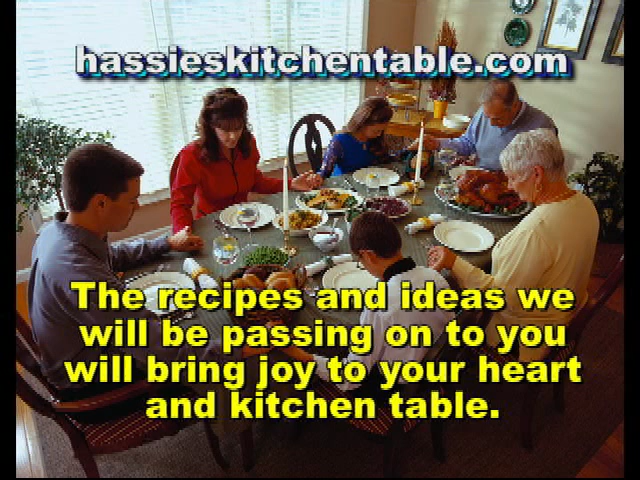 hassieskitchentable.com
The recipes and ideas we
will be passing on to you
will bring joy to your heart
and kitchen table.